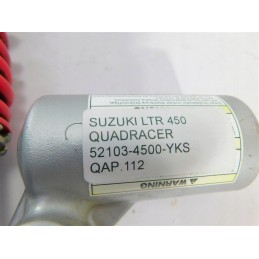 SUZUKI LTR 450
QUADRACER
52103-4500-YKS
QAP.112
WARNING